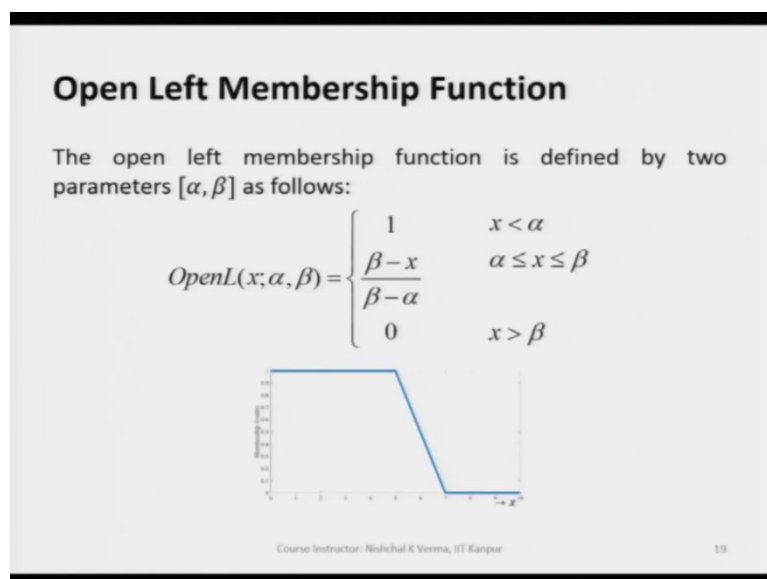 Open Left Membership Function
The open left membership function is defined by two
parameters [α, β] as follows:
1 x < α
OpenL(x; α, β) = { β − x / β − α α ≤ x ≤ β
0 x > β
→ x
Course Instructor: Nishchal K Verma, IIT Kanpur 19